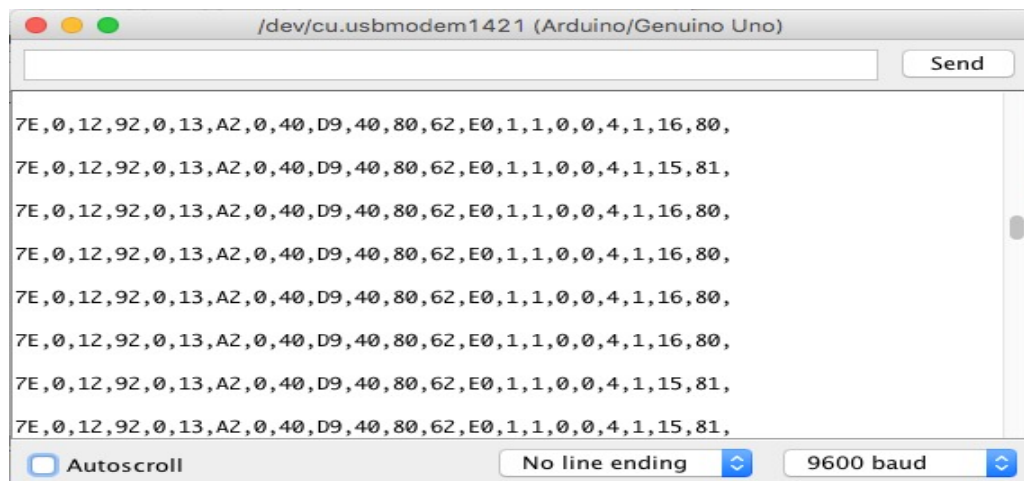 /dev/cu.usbmodem1421 (Arduino/Genuino Uno)
Send
7E,0,12,92,0,13,A2,0,40,D9,40,80,62,E0,1,1,0,0,4,1,16,80,
7E,0,12,92,0,13,A2,0,40,D9,40,80,62,E0,1,1,0,0,4,1,15,81,
7E,0,12,92,0,13,A2,0,40,D9,40,80,62,E0,1,1,0,0,4,1,16,80,
7E,0,12,92,0,13,A2,0,40,D9,40,80,62,E0,1,1,0,0,4,1,16,80,
7E,0,12,92,0,13,A2,0,40,D9,40,80,62,E0,1,1,0,0,4,1,16,80,
7E,0,12,92,0,13,A2,0,40,D9,40,80,62,E0,1,1,0,0,4,1,16,80,
7E,0,12,92,0,13,A2,0,40,D9,40,80,62,E0,1,1,0,0,4,1,15,81,
7E,0,12,92,0,13,A2,0,40,D9,40,80,62,E0,1,1,0,0,4,1,15,81,
Autoscroll No line ending 9600 baud